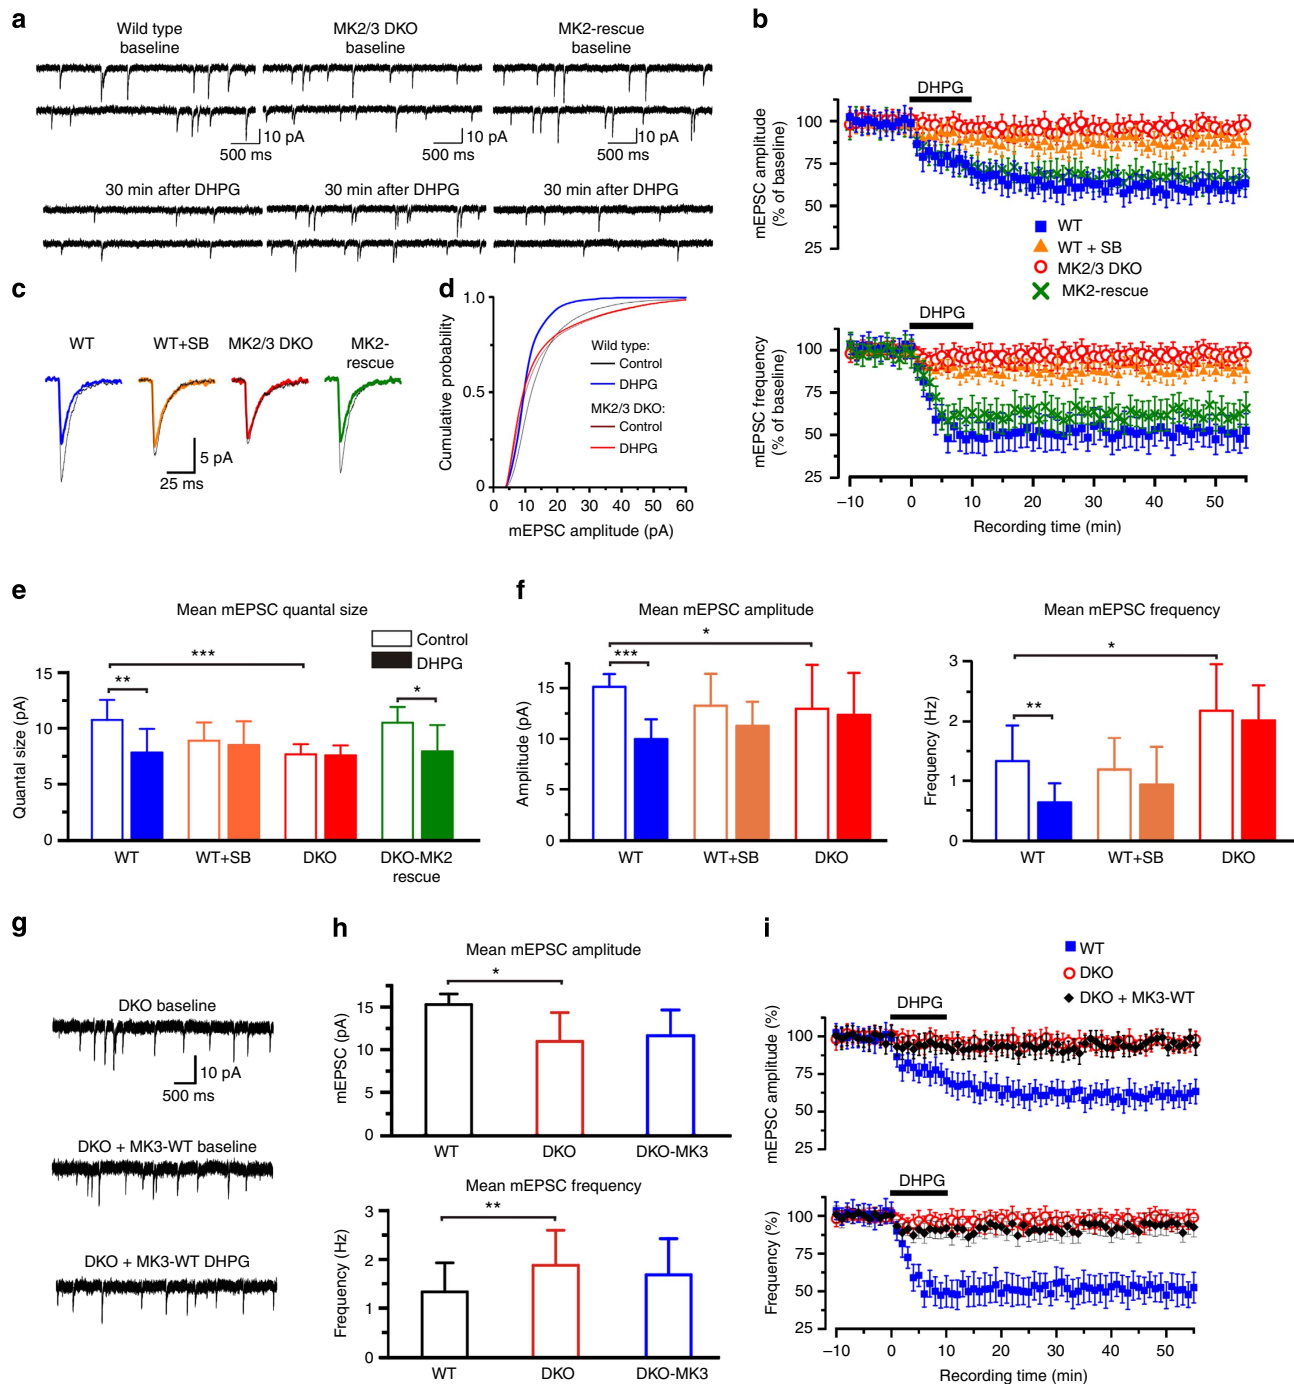 a
Wild type
baseline
MK2/3 DKO
baseline
MK2-rescue
baseline
10 pA
500 ms
10 pA
500 ms
10 pA
500 ms
30 min after DHPG
30 min after DHPG
30 min after DHPG
b
DHPG
mEPSC amplitude
(% of baseline)
100
75
50
25
WT
WT + SB
MK2/3 DKO
MK2-rescue
DHPG
mEPSC frequency
(% of baseline)
100
75
50
25
–10
0
10
20
30
40
50
Recording time (min)
c
WT
WT+SB
MK2/3 DKO
MK2-
rescue
5 pA
25 ms
d
Cumulative probability
1.0
0.5
0
Wild type:
Control
DHPG
MK2/3 DKO:
Control
DHPG
0
10
20
30
40
50
60
mEPSC amplitude (pA)
e
Mean mEPSC quantal size
Control
DHPG
Quantal size (pA)
15
10
5
0
***
**
*
WT
WT+SB
DKO
DKO-MK2
rescue
f
Mean mEPSC amplitude
Amplitude (pA)
15
10
5
0
*
***
WT
WT+SB
DKO
Mean mEPSC frequency
Frequency (Hz)
3
2
1
0
*
**
WT
WT+SB
DKO
g
DKO baseline
10 pA
500 ms
DKO + MK3-WT baseline
DKO + MK3-WT DHPG
h
Mean mEPSC amplitude
mEPSC (pA)
15
10
5
0
*
WT
DKO
DKO-MK3
Mean mEPSC frequency
Frequency (Hz)
3
2
1
0
**
WT
DKO
DKO-MK3
i
WT
DKO
DKO + MK3-WT
DHPG
mEPSC amplitude (%)
100
75
50
25
DHPG
Frequency (%)
100
75
50
25
–10
0
10
20
30
40
50
Recording time (min)